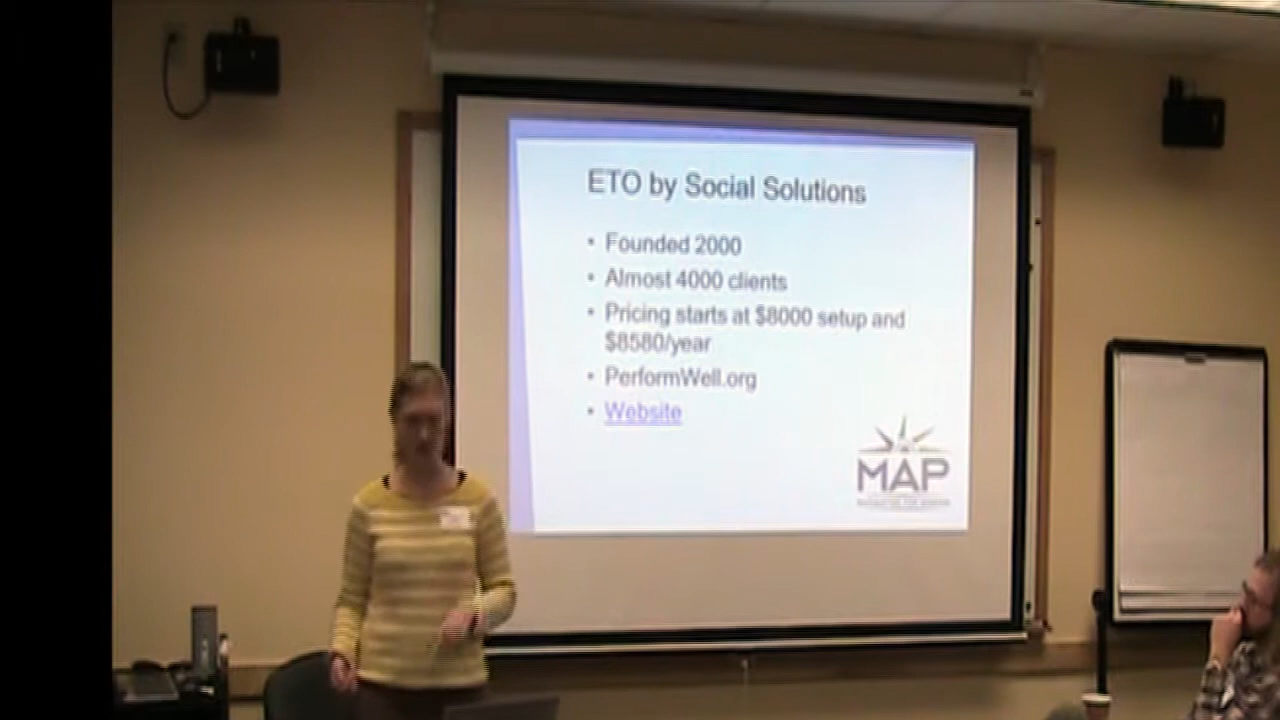 ETO by Social Solutions
• Founded 2000
• Almost 4000 clients
• Pricing starts at $8000 setup and
$8580/year
• PerformWell.org
• Website
MAP